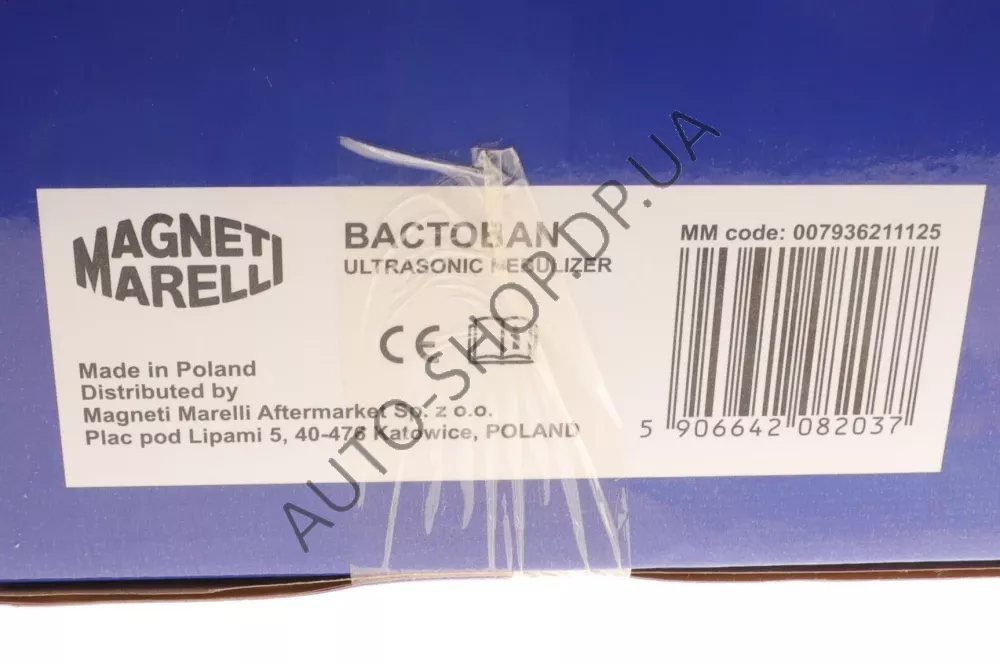 MAGNETI
MARELLI
BACTOBAN
ULTRASONIC NEBULIZER
MM code: 007936211125
CE
Made in Poland
Distributed by
Magneti Marelli Aftermarket Sp. z o.o.
Plac pod Lipami 5, 40-476 Katowice, POLAND
5 906642 082037
AUTO-SHOP.DP.UA